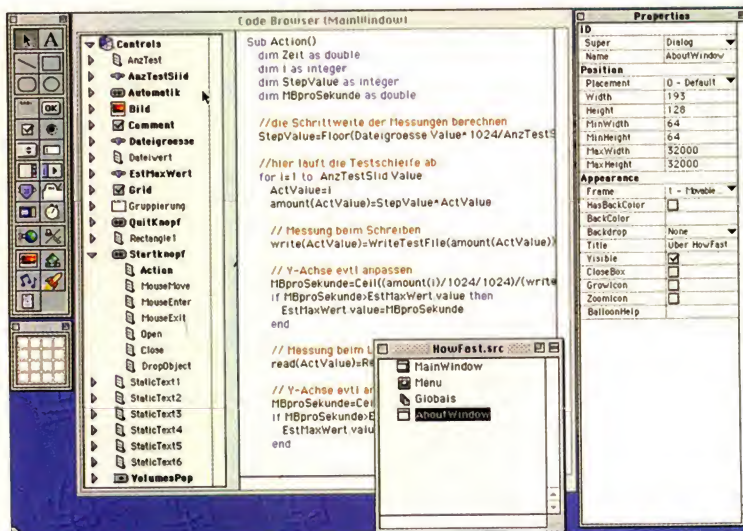 Code Browser (MainWindow)
A
OK
Controls
AnzTest
AnzTestSlid
Automatik
Bild
Comment
Dateigroesse
Dateivert
EstMaxWert
Grid
Gruppierung
QuitKnopf
Rectangle1
Startknopf
Action
MouseMove
MouseEnter
MouseExit
Open
Close
DropObject
StaticText1
StaticText2
StaticText3
StaticText4
StaticText5
StaticText6
VolumesPop
Sub Action()
dim Zeit as double
dim i as integer
dim StepValue as integer
dim MBproSekunde as double
//die Schrittweite der Messungen berechnen
StepValue=Floor(Dateigroesse.Value*1024/AnzTestS
//hier läuft die Testschleife ab
for i=1 to AnzTestSlid.Value
ActValue=i
amount(ActValue)=StepValue*ActValue
// Messung beim Schreiben
write(ActValue)=WriteTestFile(amount(ActValue))
// Y-Achse evtl anpassen
MBproSekunde=Ceil((amount(i)/1024/1024)/(write
if MBproSekunde>EstMaxWert.value then
EstMaxWert.value=MBproSekunde
end
// Messung beim L
read(ActValue)=Re
// Y-Achse evtl an
MBproSekunde=Cei
if MBproSekunde>E
EstMaxWert.valu
end
HowFast.src
MainWindow
Menu
Globals
AboutWindow
Properties
ID
Super Dialog
Name AboutWindow
Position
Placement 0 - Default
Width 193
Height 128
MinWidth 64
MinHeight 64
MaxWidth 32000
MaxHeight 32000
Appearance
Frame 1 - Movable ...
HasBackColor
BackColor
Backdrop None
Title Über HowFast
Visible
CloseBox
GrowIcon
ZoomIcon
BalloonHelp